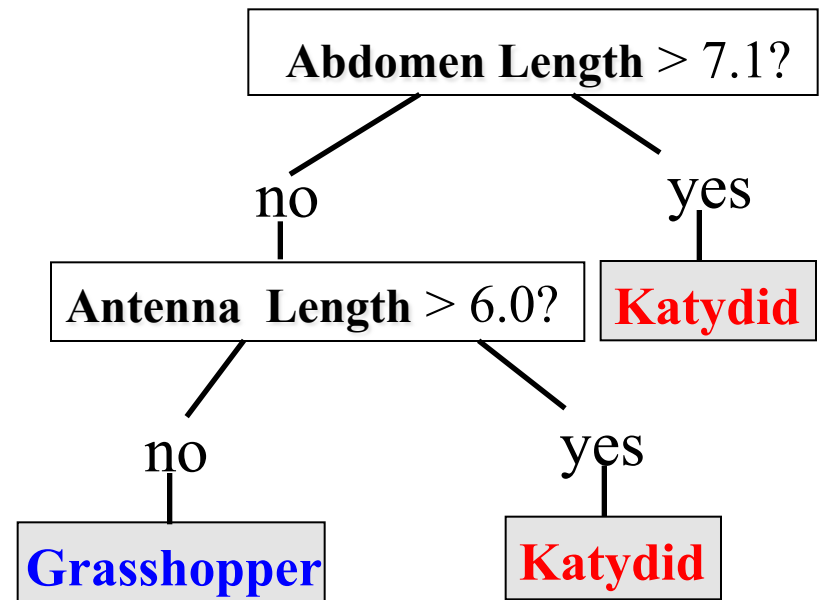 Abdomen Length > 7.1?
no
yes
Antenna Length > 6.0?
Katydid
no
yes
Grasshopper
Katydid